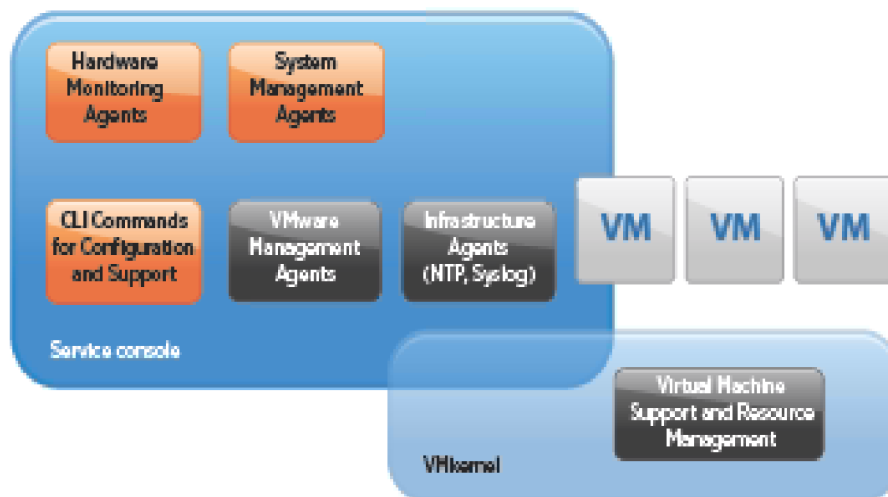 Hardware
Monitoring
Agents
System
Management
Agents
CLI Commands
for Configuration
and Support
VMware
Management
Agents
Infrastructure
Agents
(NTP, Syslog)
VM
VM
VM
Service console
Virtual Machine
Support and Resource
Management
VMkernel